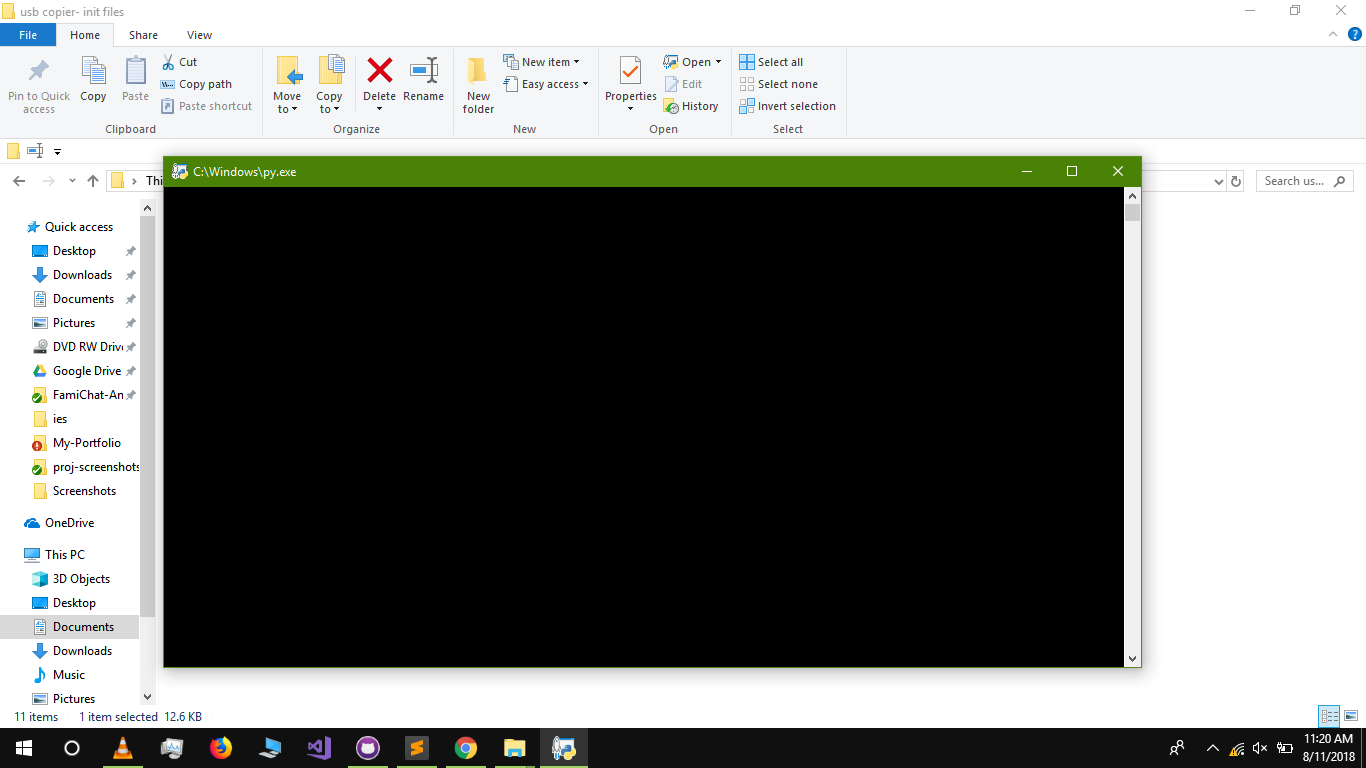 usb copier- init files
File Home Share View
Pin to Quick access
Copy
Paste
Cut
Copy path
Paste shortcut
Clipboard
Move to
Copy to
Delete
Rename
Organize
New folder
New item
Easy access
New
Properties
Open
Edit
History
Open
Select all
Select none
Invert selection
Select
Thi
Search us...
C:\Windows\py.exe
Quick access
Desktop
Downloads
Documents
Pictures
DVD RW Driv
Google Drive
FamiChat-An
ies
My-Portfolio
proj-screenshots
Screenshots
OneDrive
This PC
3D Objects
Desktop
Documents
Downloads
Music
Pictures
11 items 1 item selected 12.6 KB
11:20 AM
8/11/2018